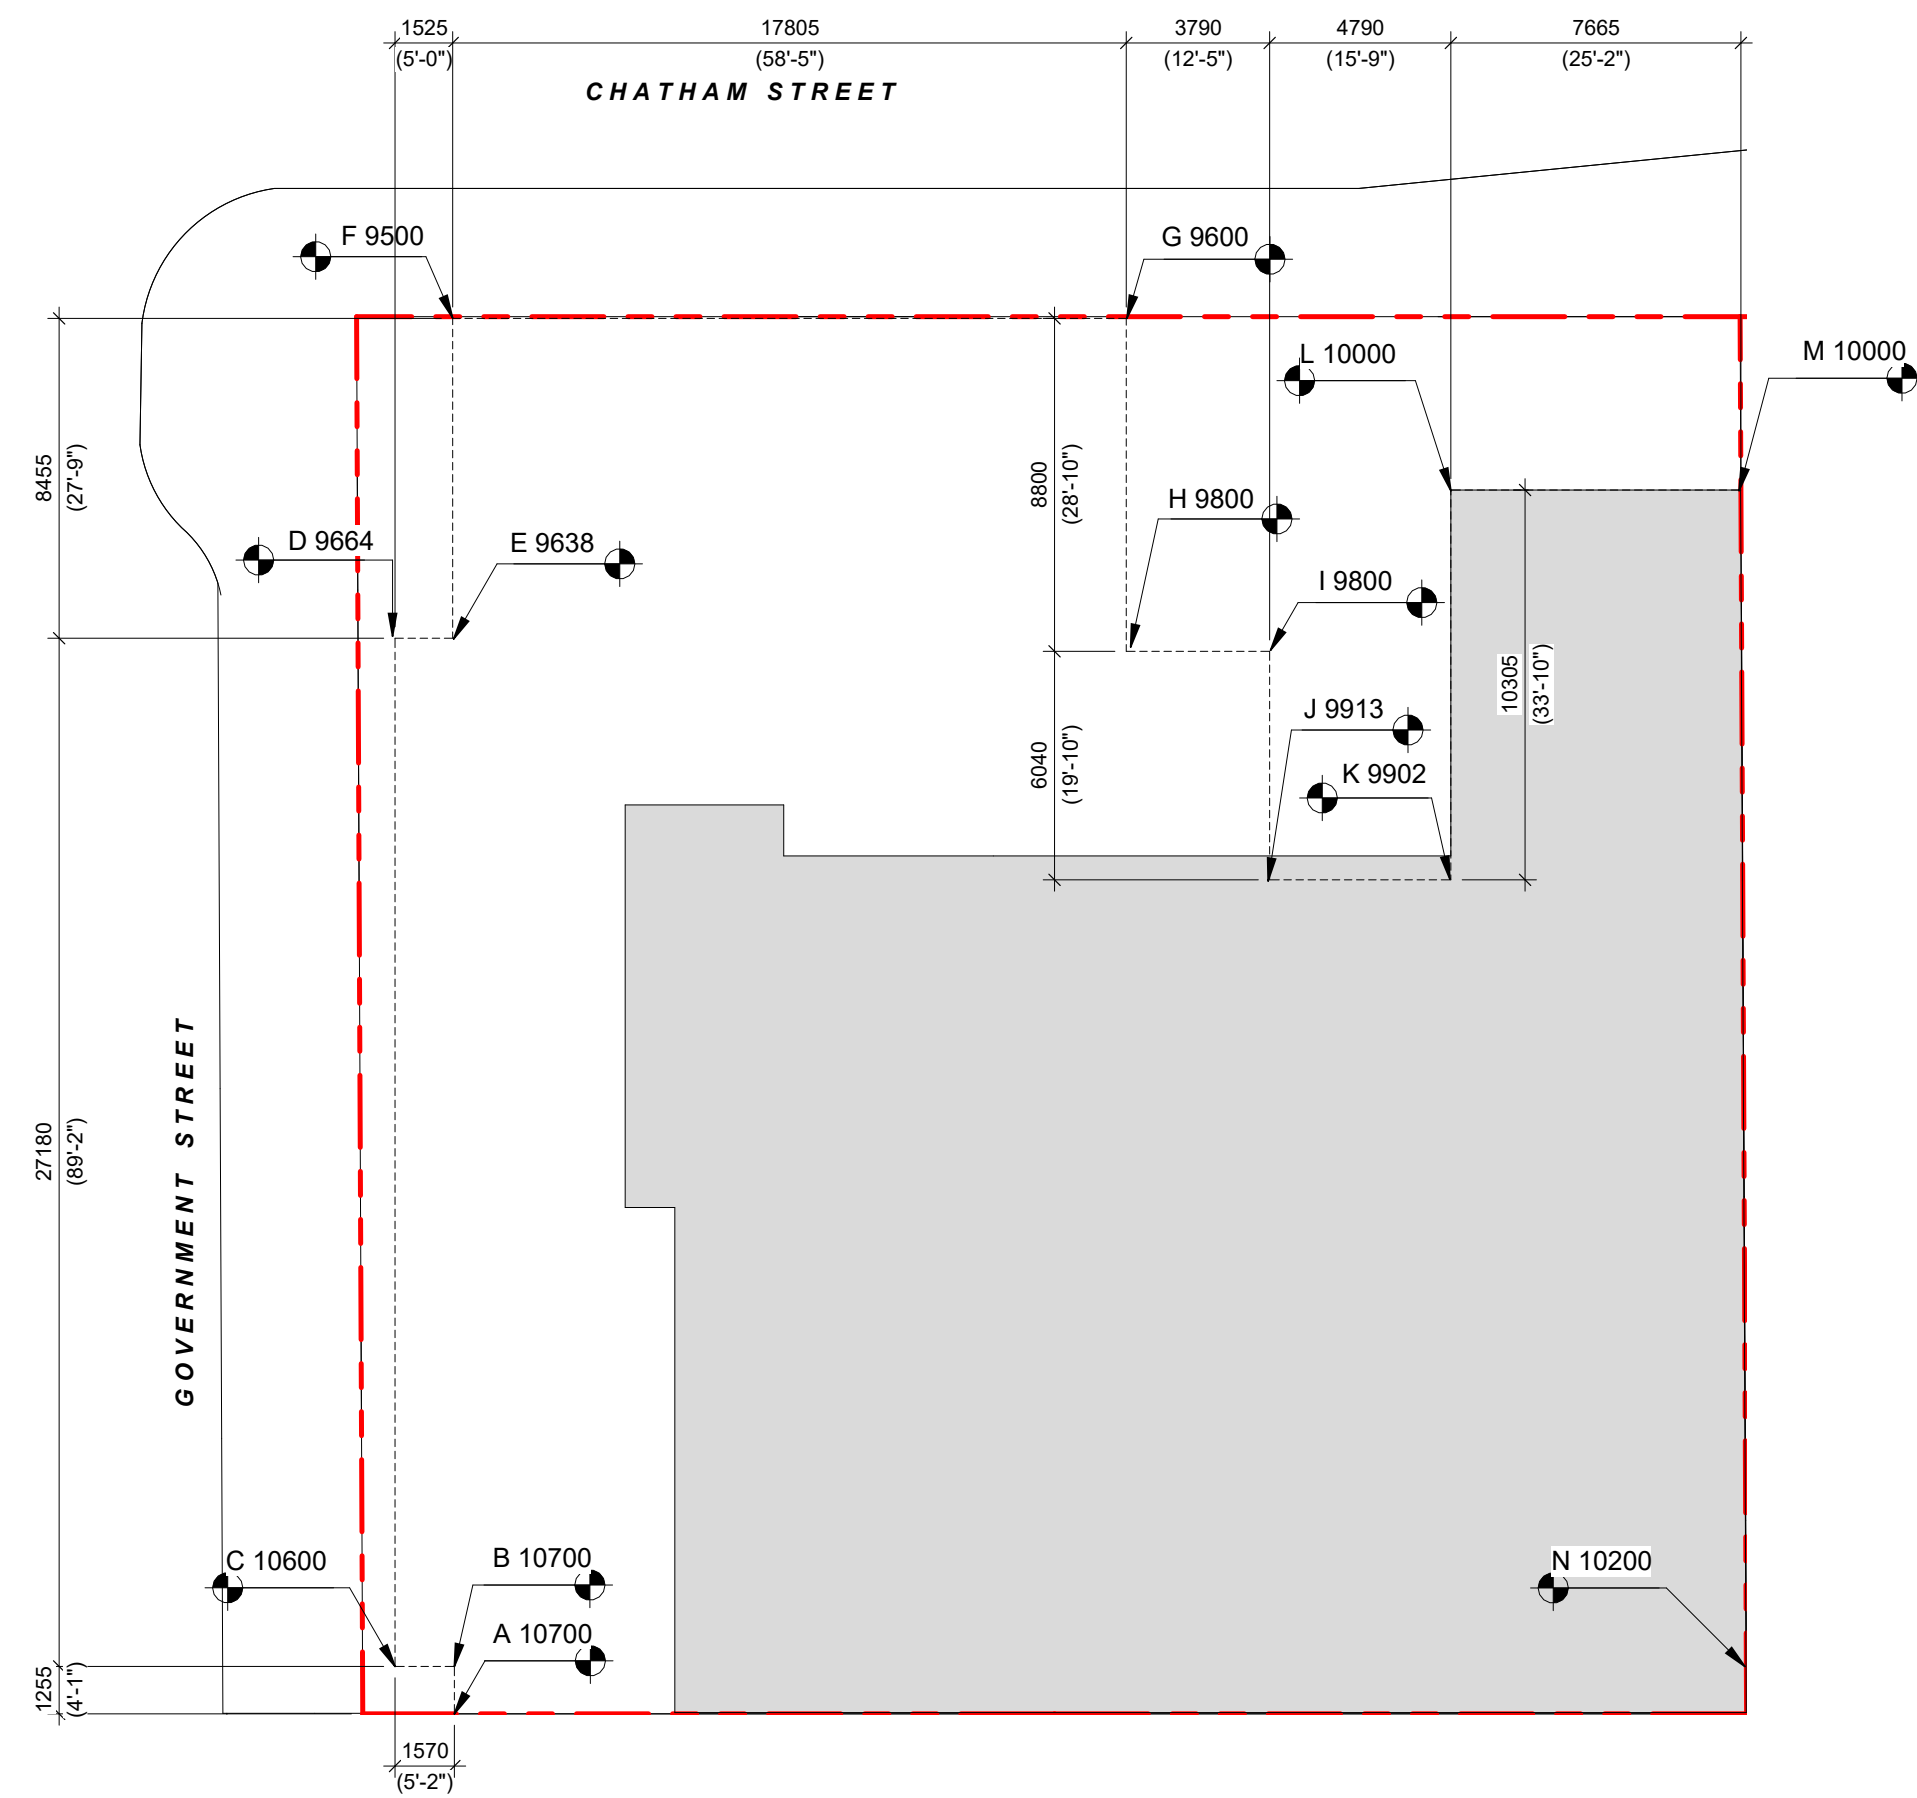 1525
(5'-0")
17805
(58'-5")
3790
(12'-5")
4790
(15'-9")
7665
(25'-2")
CHATHAM STREET
F 9500
G 9600
L 10000
M 10000
8455
(27'-9")
8800
(28'-10")
H 9800
D 9664
E 9638
I 9800
10305
(33'-10")
J 9913
6040
(19'-10")
K 9902
GOVERNMENT STREET
27180
(89'-2")
C 10600
B 10700
N 10200
A 10700
1255
(4'-1")
1570
(5'-2")